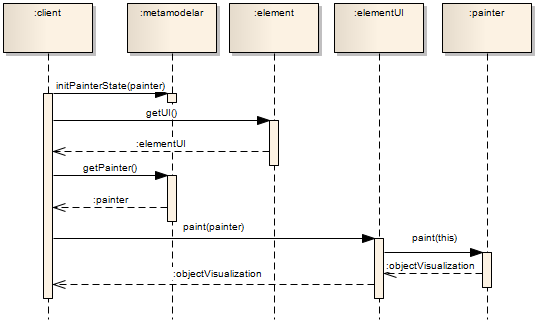 :client
:metamodelar
:element
:elementUI
:painter
initPainterState(painter)
getUI()
:elementUI
getPainter()
:painter
paint(painter)
paint(this)
:objectVisualization
:objectVisualization